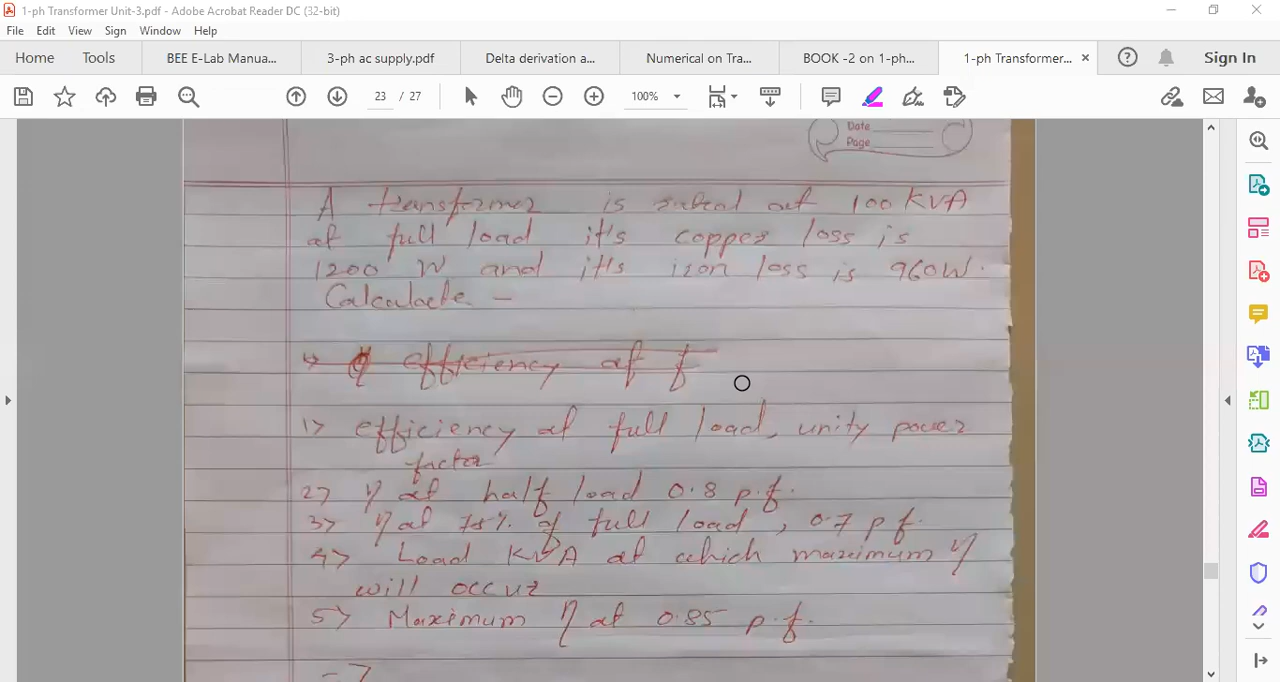 1-ph Transformer Unit-3.pdf - Adobe Acrobat Reader DC (32-bit)
File Edit View Sign Window Help
Home Tools BEE E-Lab Manua... 3-ph ac supply.pdf Delta derivation a... Numerical on Tra... BOOK -2 on 1-ph... 1-ph Transformer... × Sign In
23 / 27 100%
Date
Page
A transformer is rated at 100 KVA
at full load it's copper loss is
1200 W and it's iron loss is 960W.
Calculate -
efficiency at f
1> efficiency at full load, unity power
factor
2> η at half load 0.8 p.f.
3> η at 75% of full load, 0.7 p.f.
4> Load KVA at which maximum η
will occur
5> Maximum η at 0.85 p.f.